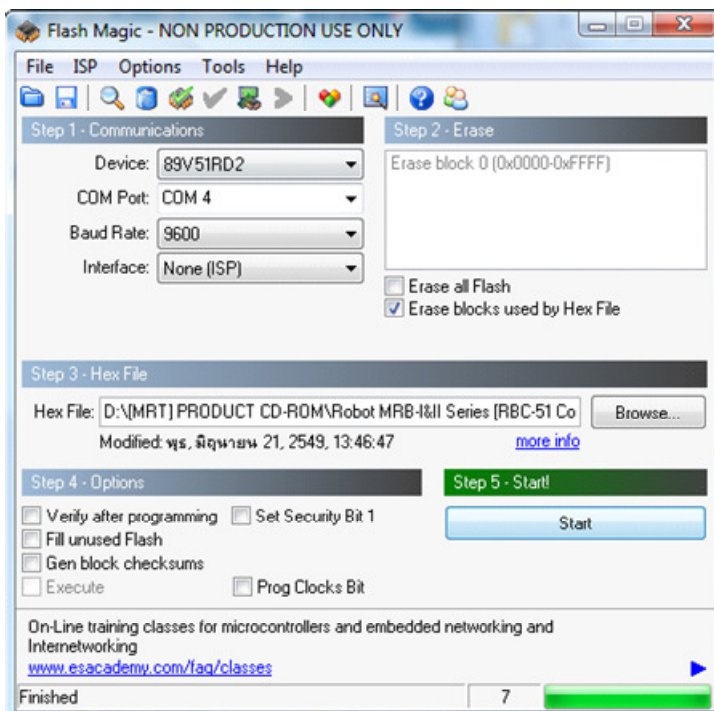 Flash Magic - NON PRODUCTION USE ONLY
File ISP Options Tools Help
Step 1 - Communications
Device: 89V51RD2
COM Port: COM 4
Baud Rate: 9600
Interface: None (ISP)
Step 2 - Erase
Erase block 0 (0x0000-0xFFFF)
Erase all Flash
Erase blocks used by Hex File
Step 3 - Hex File
Hex File: D:\[MRT] PRODUCT CD-ROM\Robot MRB-I&II Series [RBC-51 Co Browse...
Modified: พุธ, มิถุนายน 21, 2549, 13:46:47 more info
Step 4 - Options
Verify after programming Set Security Bit 1
Fill unused Flash
Gen block checksums
Execute Prog Clocks Bit
Step 5 - Start!
Start
On-Line training classes for microcontrollers and embedded networking and
Internetworking
www.esacademy.com/faq/classes
Finished 7